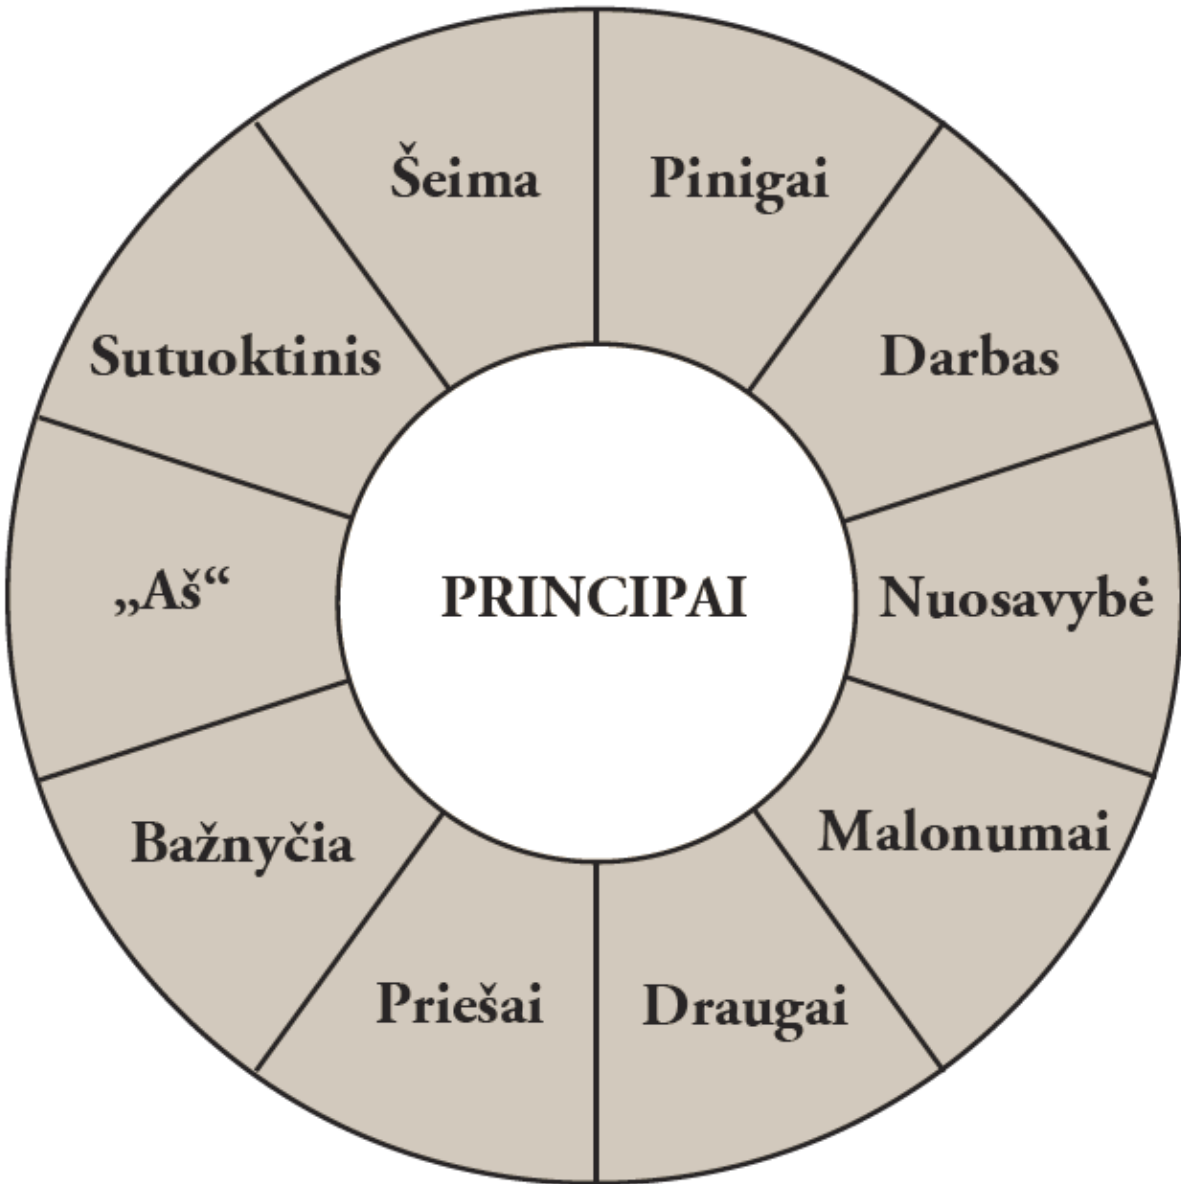 Šeima
Pinigai
Sutuoktinis
Darbas
„Aš“
PRINCIPAI
Nuosavybė
Bažnyčia
Malonumai
Priešai
Draugai